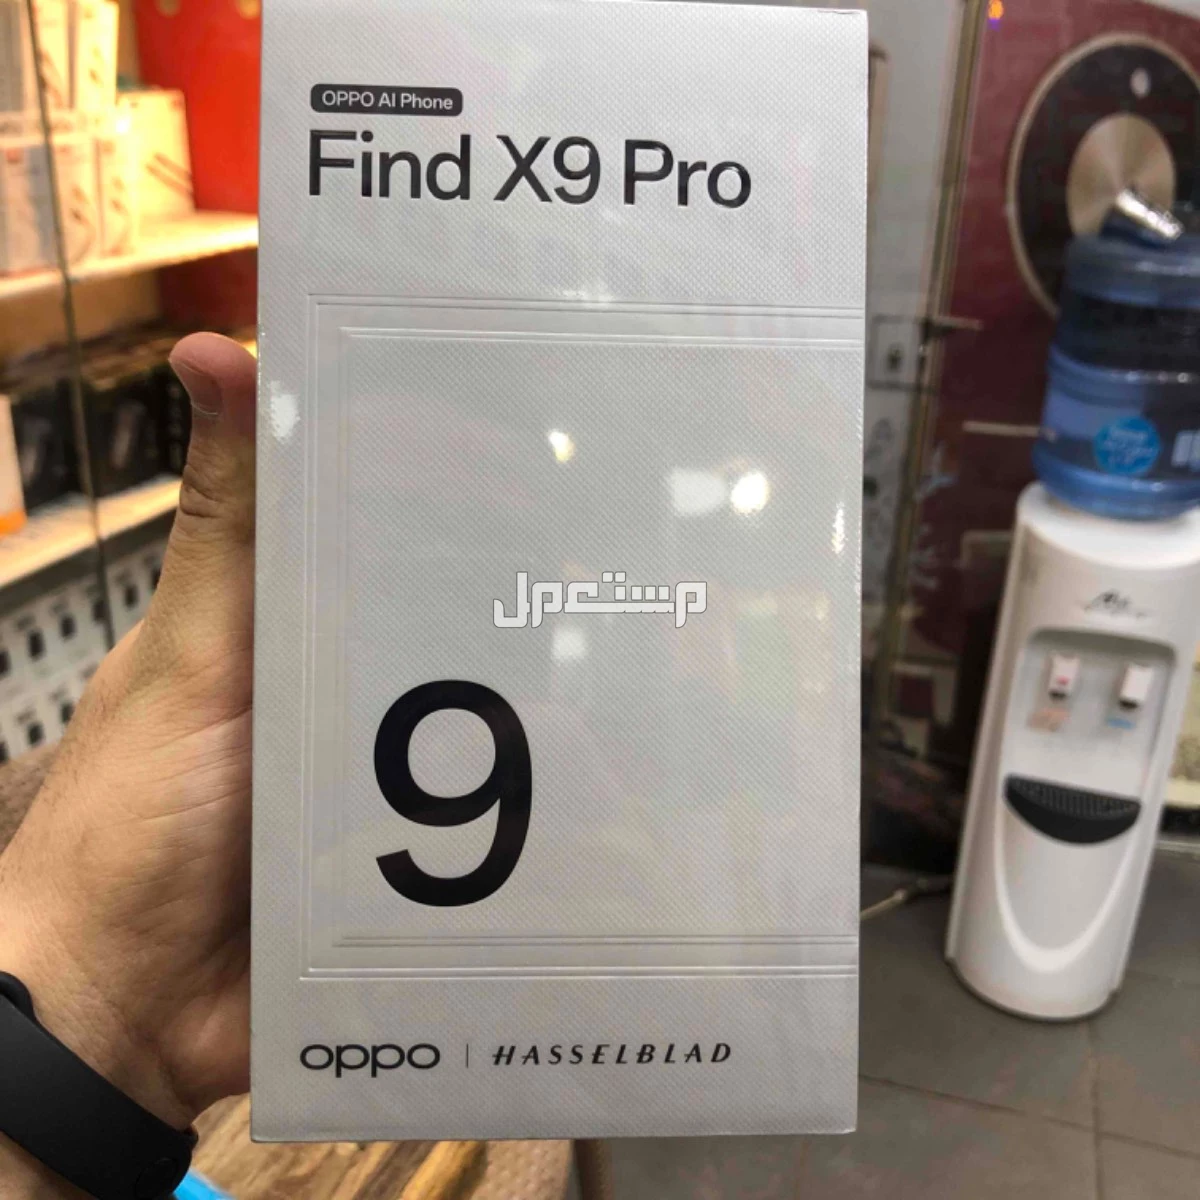 OPPO AI Phone
Find X9 Pro
مستعمل
9
oppo | HASSELBLAD